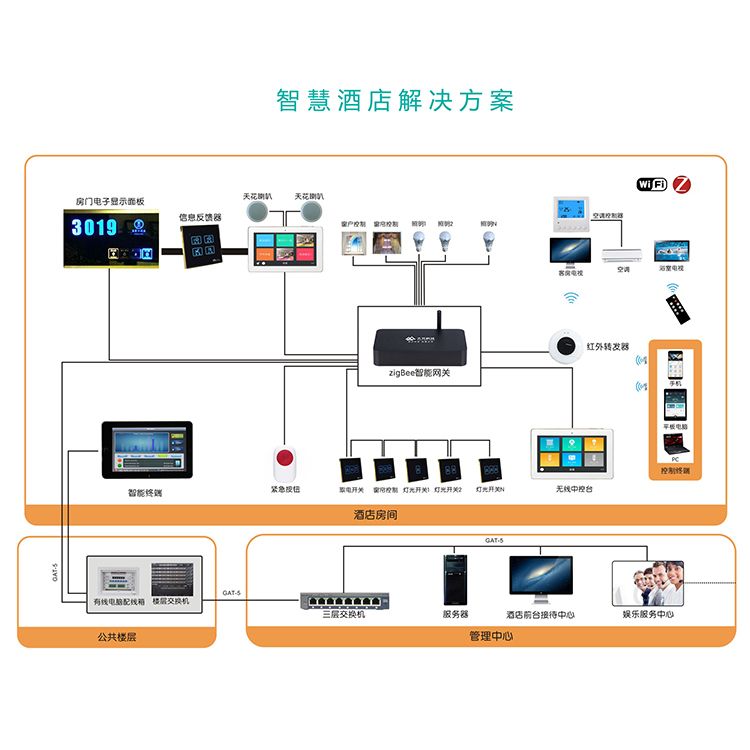 智慧酒店解决方案
WiFi
Z
房门电子显示面板
信息反馈器
天花喇叭
天花喇叭
窗户控制
窗帘控制
照明1
照明2
照明N
空调控制器
3019
客房电视
空调
浴室电视
红外转发器
zigBee智能网关
手机
平板电脑
PC
控制终端
智能终端
紧急按钮
取电开关
窗帘控制
灯光开关1
灯光开关2
灯光开关N
无线中控台
酒店房间
GAT-5
GAT-5
GAT-5
有线电脑配线箱
楼层交换机
三层交换机
服务器
酒店前台接待中心
娱乐服务中心
公共楼层
管理中心